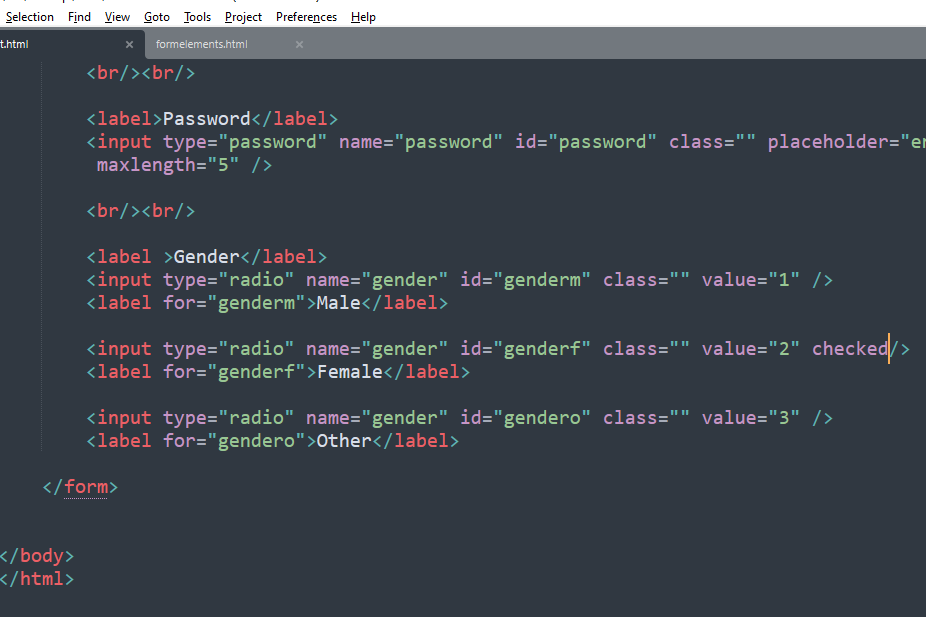 Selection Find View Goto Tools Project Preferences Help
t.html × formelements.html ×
<br/><br/>
<label>Password</label>
<input type="password" name="password" id="password" class="" placeholder="er
maxlength="5" />
<br/><br/>
<label >Gender</label>
<input type="radio" name="gender" id="genderm" class="" value="1" />
<label for="genderm">Male</label>
<input type="radio" name="gender" id="genderf" class="" value="2" checked/>
<label for="genderf">Female</label>
<input type="radio" name="gender" id="gendero" class="" value="3" />
<label for="gendero">Other</label>
</form>
</body>
</html>